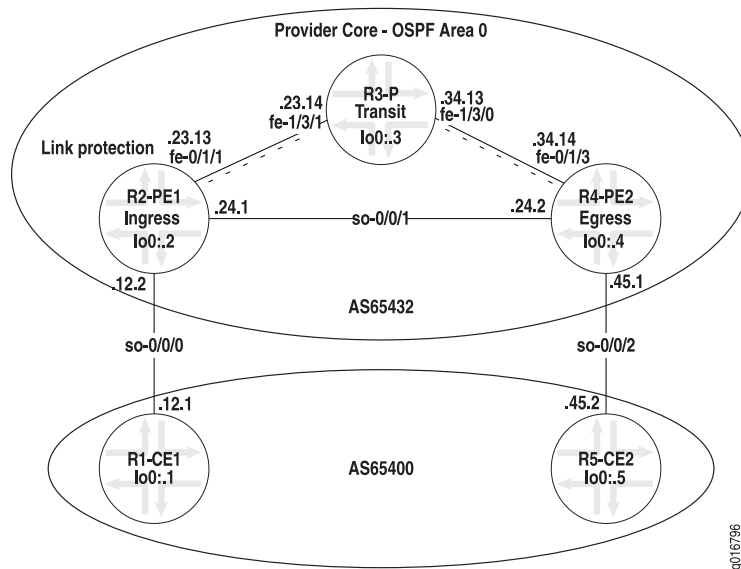 Provider Core - OSPF Area 0
R3-P
Transit
lo0:.3
.23.14
fe-1/3/1
.34.13
fe-1/3/0
.23.13
fe-0/1/1
.34.14
fe-0/1/3
Link protection
R2-PE1
Ingress
lo0:.2
.24.1
so-0/0/1
.24.2
R4-PE2
Egress
lo0:.4
.12.2
.45.1
AS65432
so-0/0/0
so-0/0/2
.12.1
.45.2
R1-CE1
lo0:.1
AS65400
R5-CE2
lo0:.5
g016796